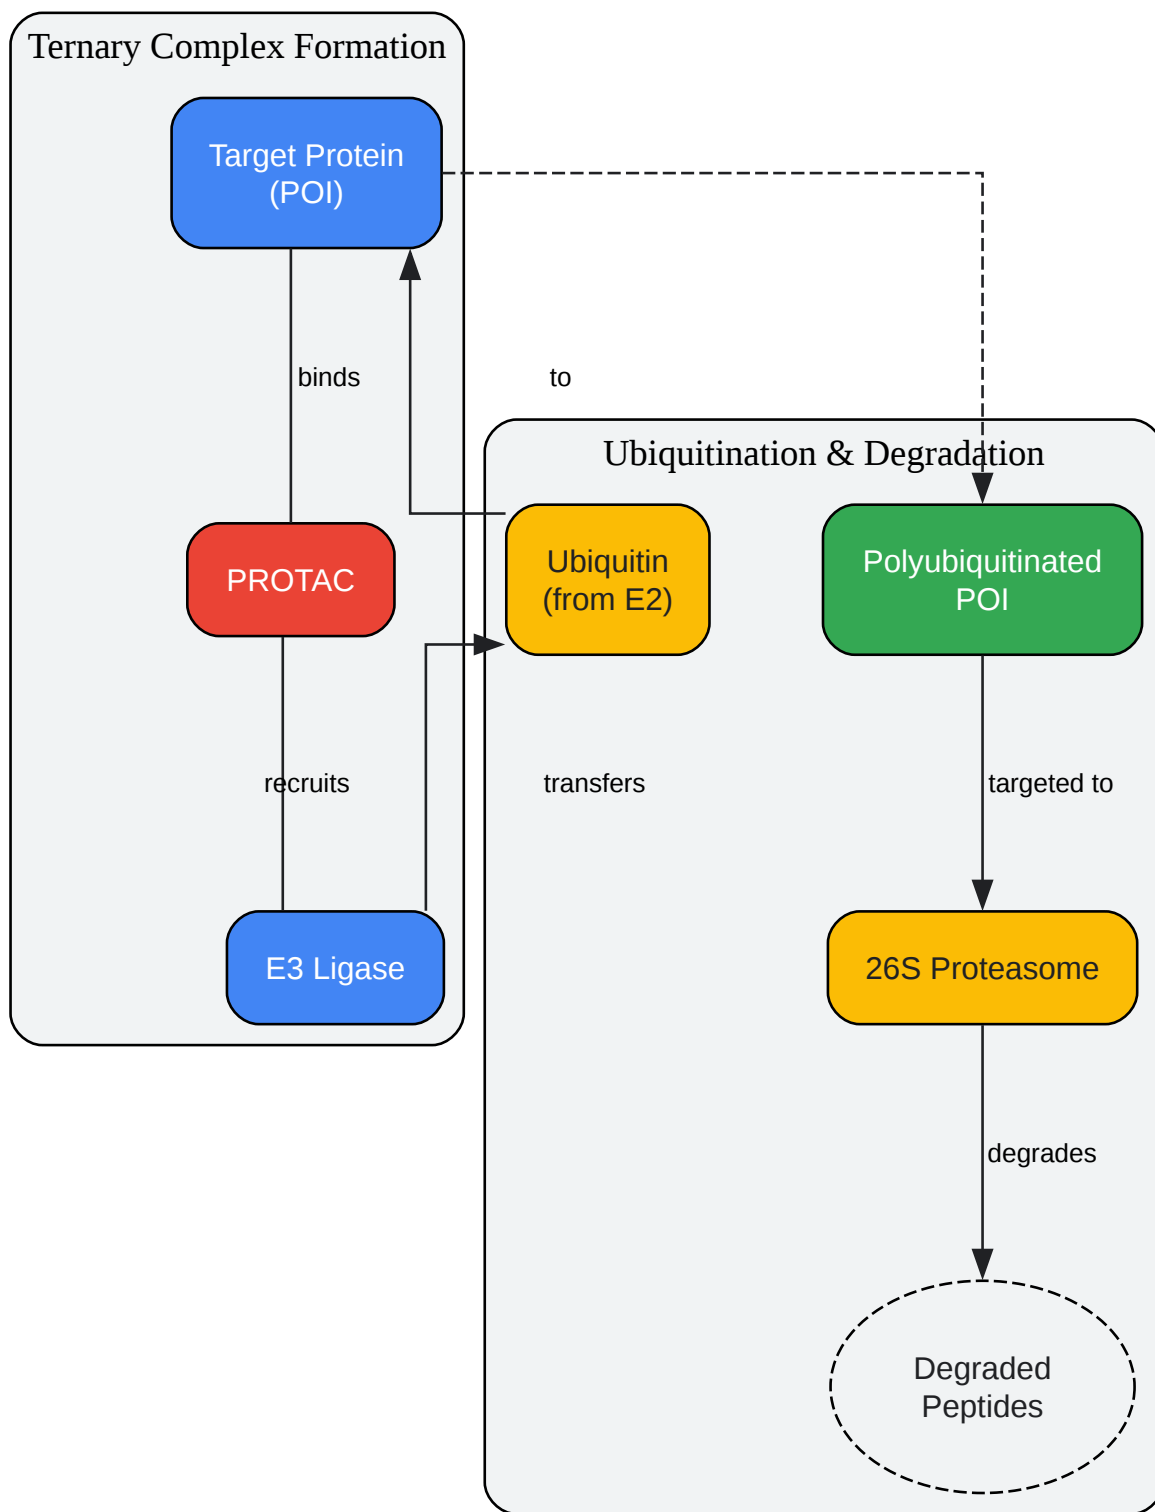 Ternary Complex Formation
Target Protein
(POI)
binds
to
Ubiquitination & Degradation
PROTAC
Ubiquitin
(from E2)
Polyubiquitinated
POI
recruits
transfers
targeted to
E3 Ligase
26S Proteasome
degrades
Degraded
Peptides